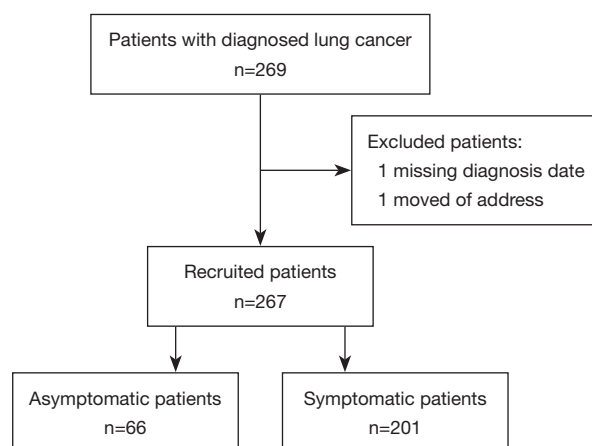 Patients with diagnosed lung cancer
n=269
Excluded patients:
1 missing diagnosis date
1 moved of address
Recruited patients
n=267
Asymptomatic patients
n=66
Symptomatic patients
n=201